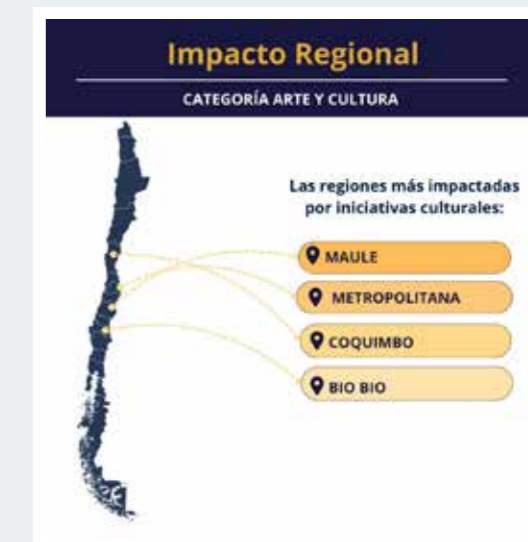 Impacto Regional
CATEGORÍA ARTE Y CULTURA
Las regiones más impactadas
por iniciativas culturales:
MAULE
METROPOLITANA
COQUIMBO
BIO BIO